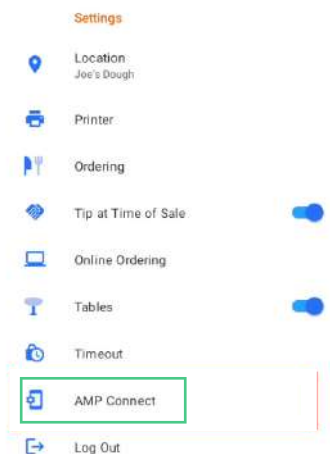 Settings
Location
Joe's Dough
Printer
Ordering
Tip at Time of Sale
Online Ordering
Tables
Timeout
AMP Connect
Log Out